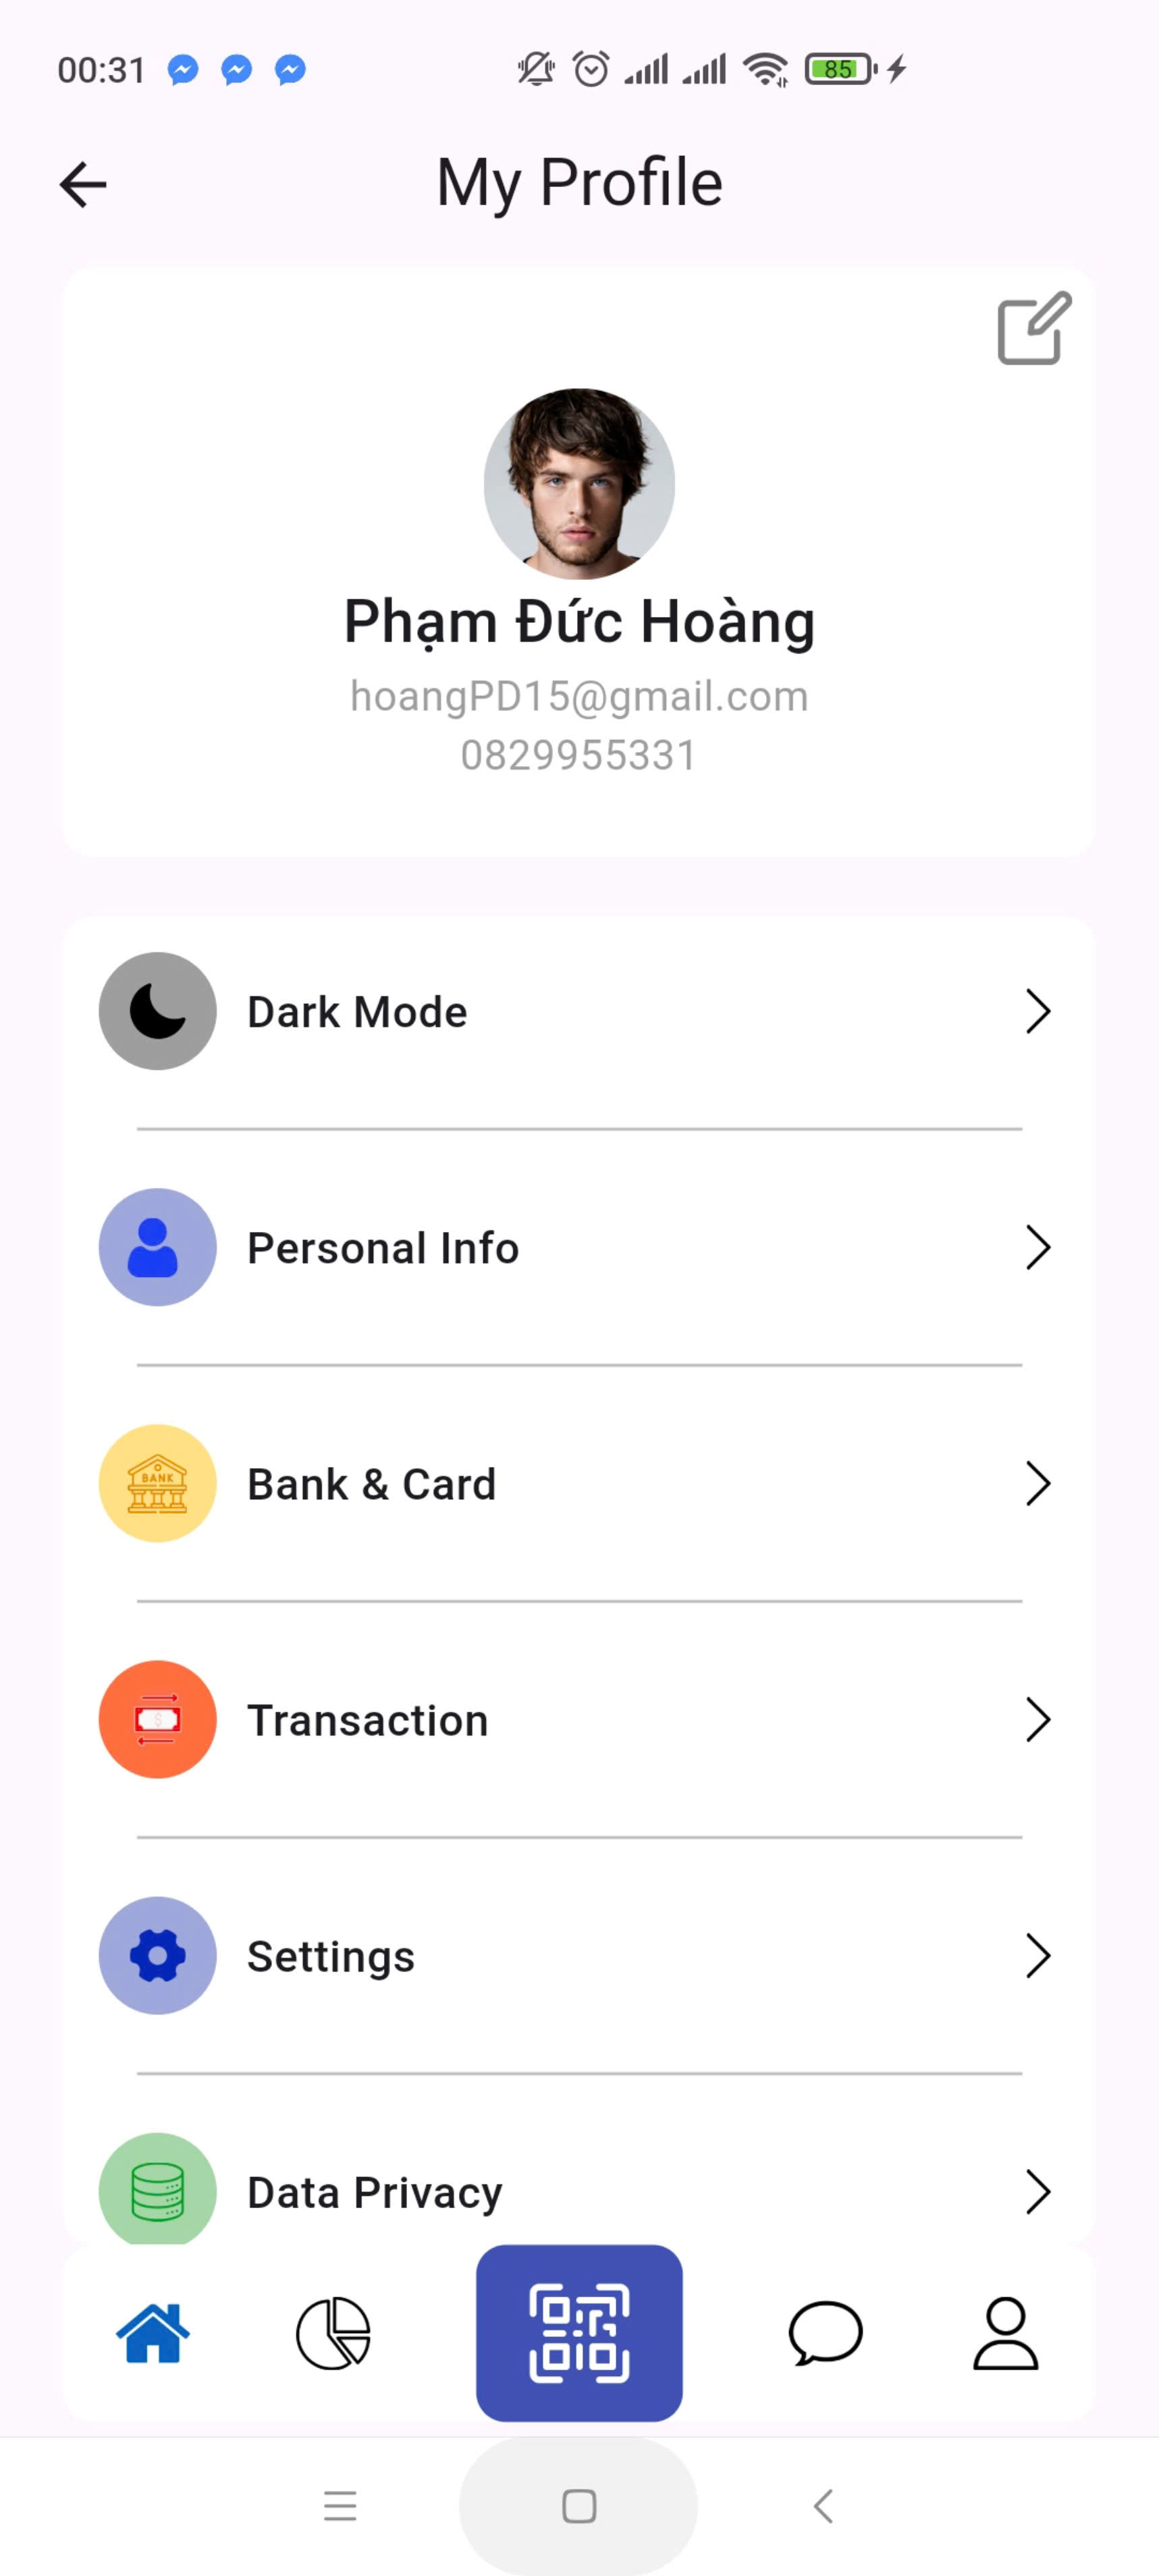 00:31
85
My Profile
Phạm Đức Hoàng
hoangPD15@gmail.com
0829955331
Dark Mode
Personal Info
BANK
Bank & Card
$
Transaction
Settings
Data Privacy